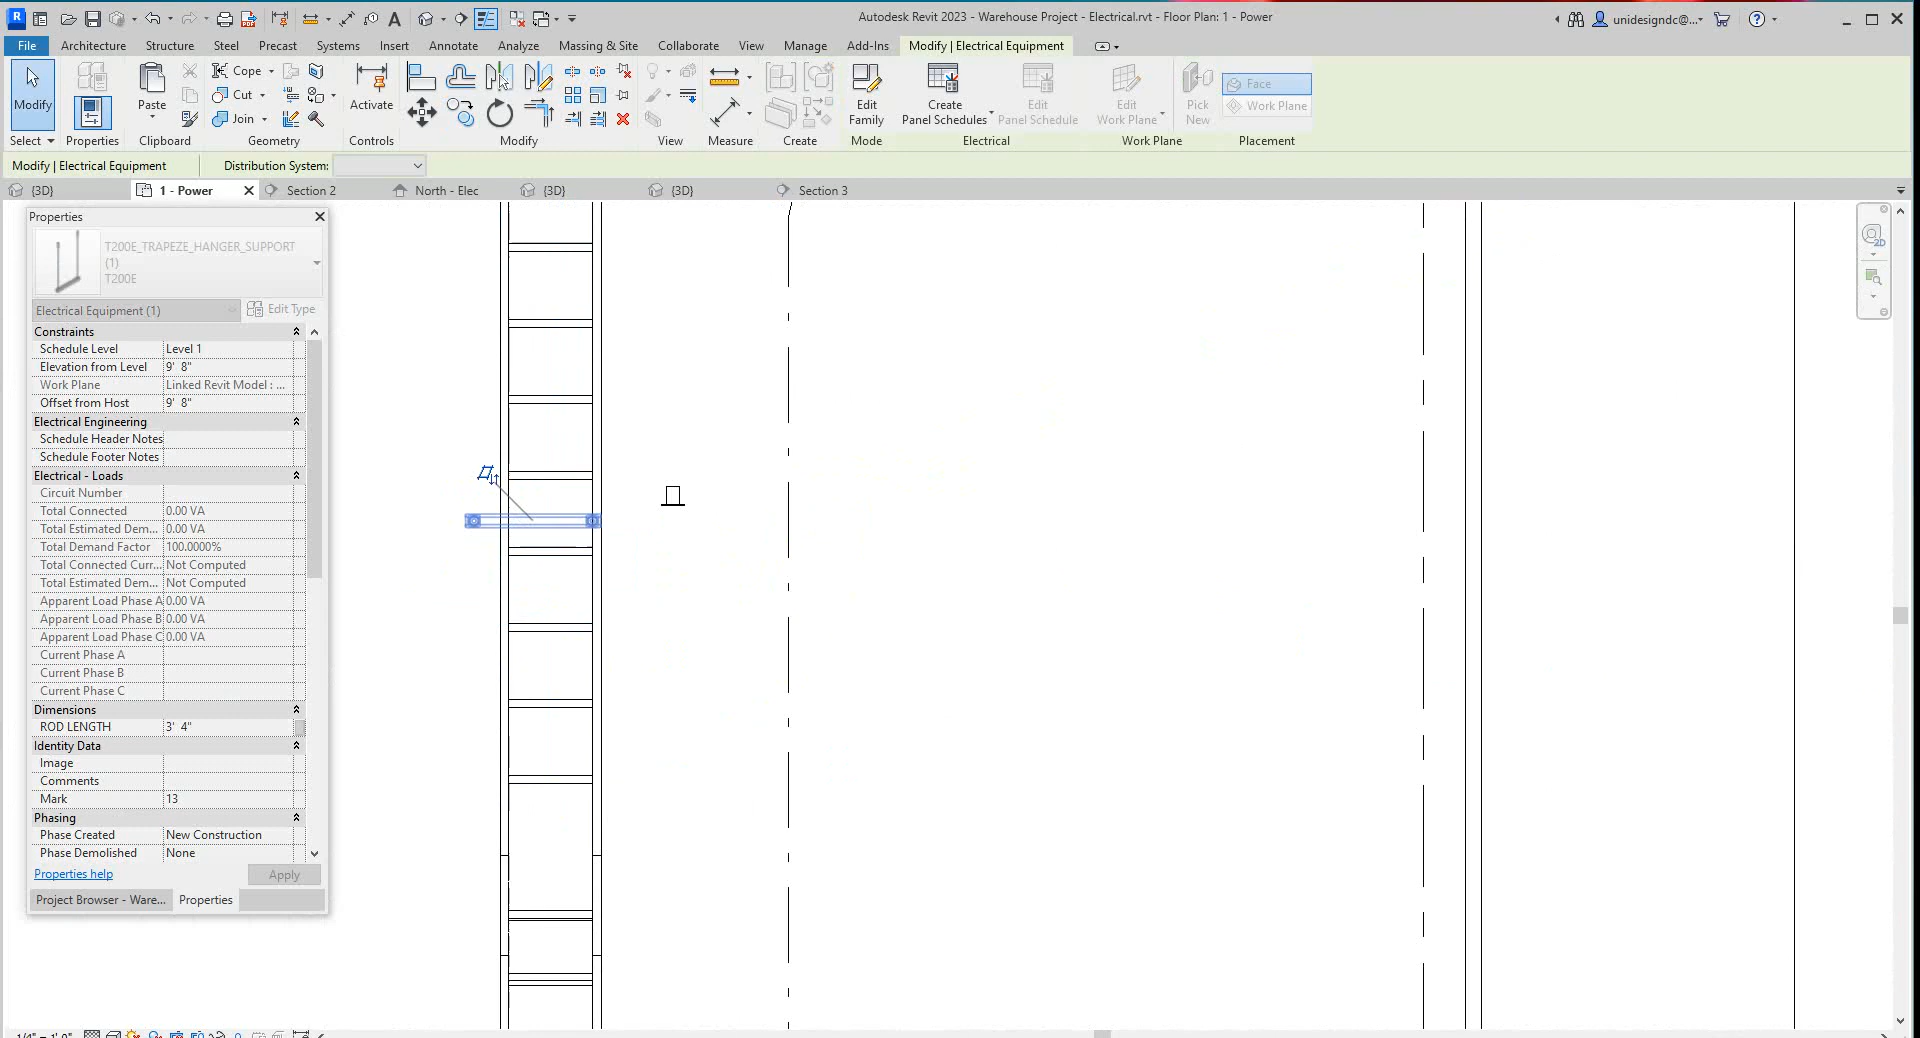 Autodesk Revit 2023 - Warehouse Project - Electrical.rvt - Floor Plan: 1 - Power
unidesigndc@...
File Architecture Structure Steel Precast Systems Insert Annotate Analyze Massing & Site Collaborate View Manage Add-Ins Modify | Electrical Equipment
Modify
Paste
Cope
Cut
Join
Activate
Edit Family
Create Panel Schedules
Edit Panel Schedule
Edit Work Plane
Pick New
Face
Work Plane
Select Properties Clipboard Geometry Controls Modify View Measure Create Mode Electrical Work Plane Placement
Modify | Electrical Equipment Distribution System:
{3D} 1 - Power Section 2 North - Elec {3D} {3D} Section 3
Properties
T200E_TRAPEZE_HANGER_SUPPORT
(1)
T200E
Electrical Equipment (1) Edit Type
Constraints
Schedule Level Level 1
Elevation from Level 9' 8"
Work Plane Linked Revit Model : ...
Offset from Host 9' 8"
Electrical Engineering
Schedule Header Notes
Schedule Footer Notes
Electrical - Loads
Circuit Number
Total Connected 0.00 VA
Total Estimated Dem... 0.00 VA
Total Demand Factor 100.0000%
Total Connected Curr... Not Computed
Total Estimated Dem... Not Computed
Apparent Load Phase A 0.00 VA
Apparent Load Phase B 0.00 VA
Apparent Load Phase C 0.00 VA
Current Phase A
Current Phase B
Current Phase C
Dimensions
ROD LENGTH 3' 4"
Identity Data
Image
Comments
Mark 13
Phasing
Phase Created New Construction
Phase Demolished None
Properties help Apply
Project Browser - Ware... Properties
1/4" = 1'-0"